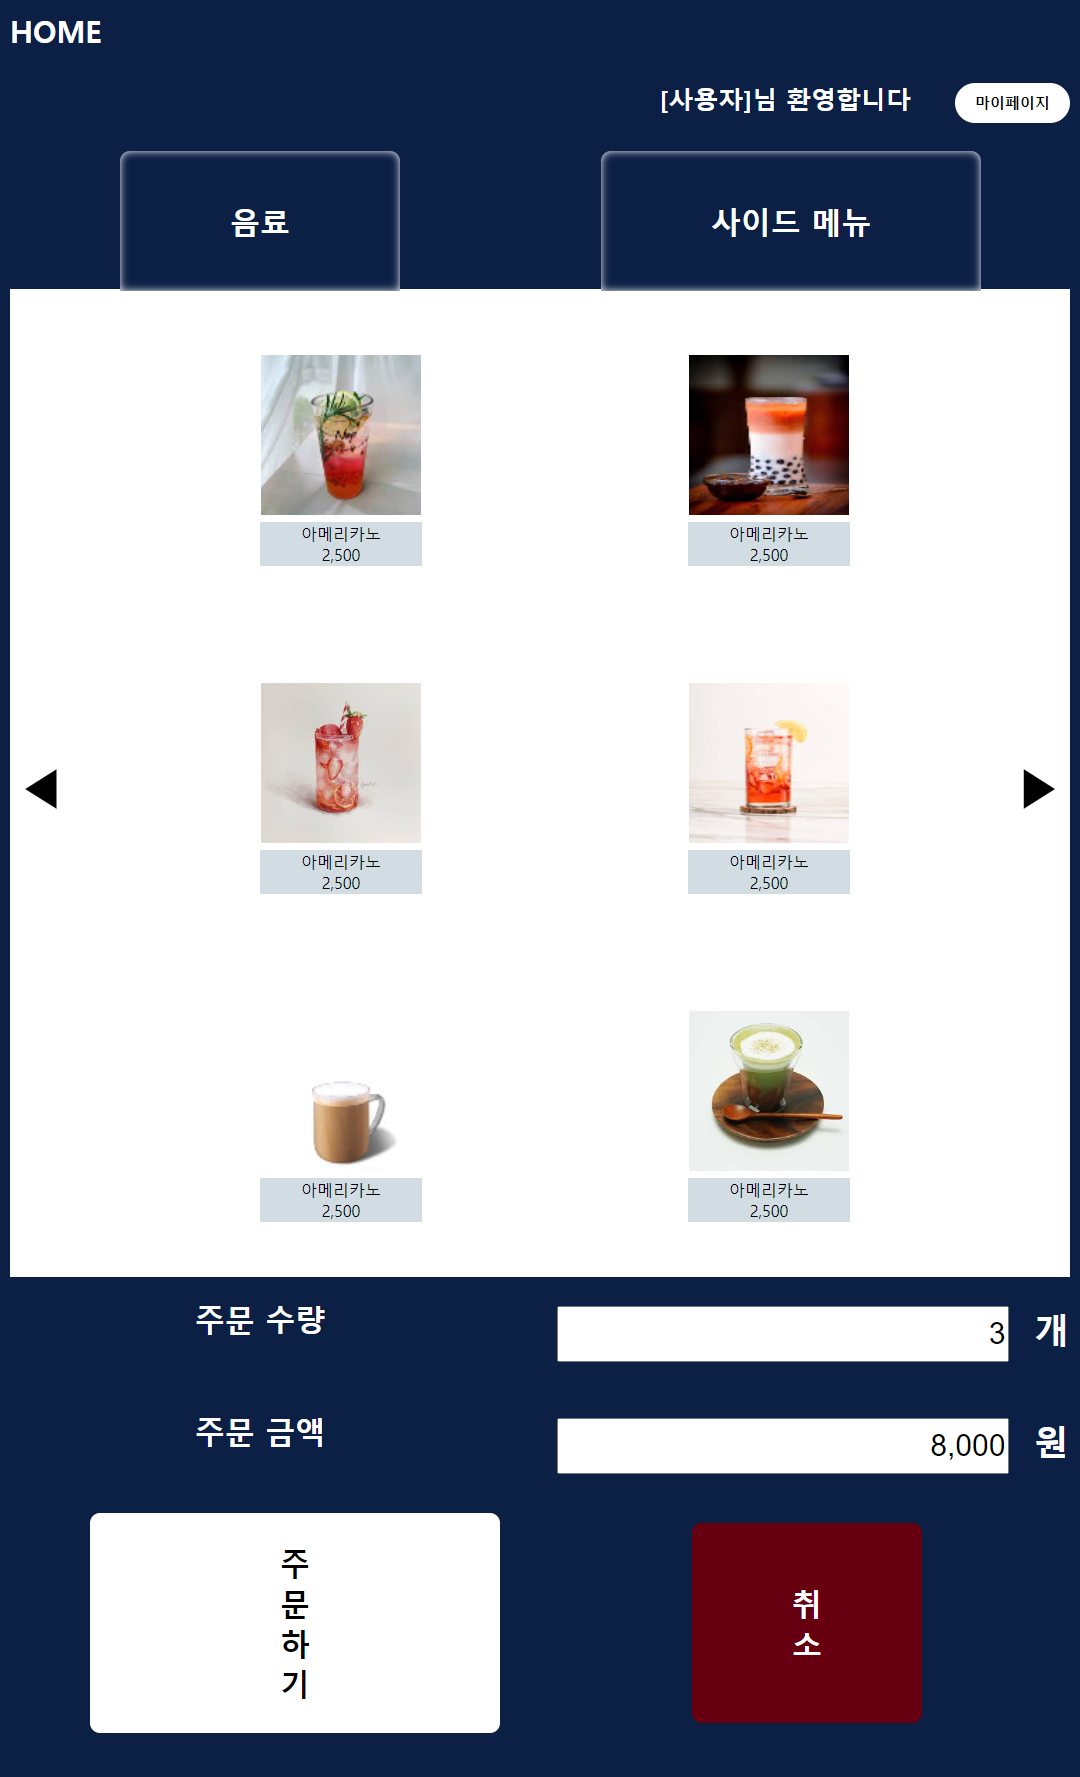 HOME
[사용자]님 환영합니다
마이페이지
음료
사이드 메뉴
아메리카노
2,500
아메리카노
2,500
아메리카노
2,500
아메리카노
2,500
아메리카노
2,500
아메리카노
2,500
주문 수량
3
개
주문 금액
8,000
원
주
문
하
기
취
소